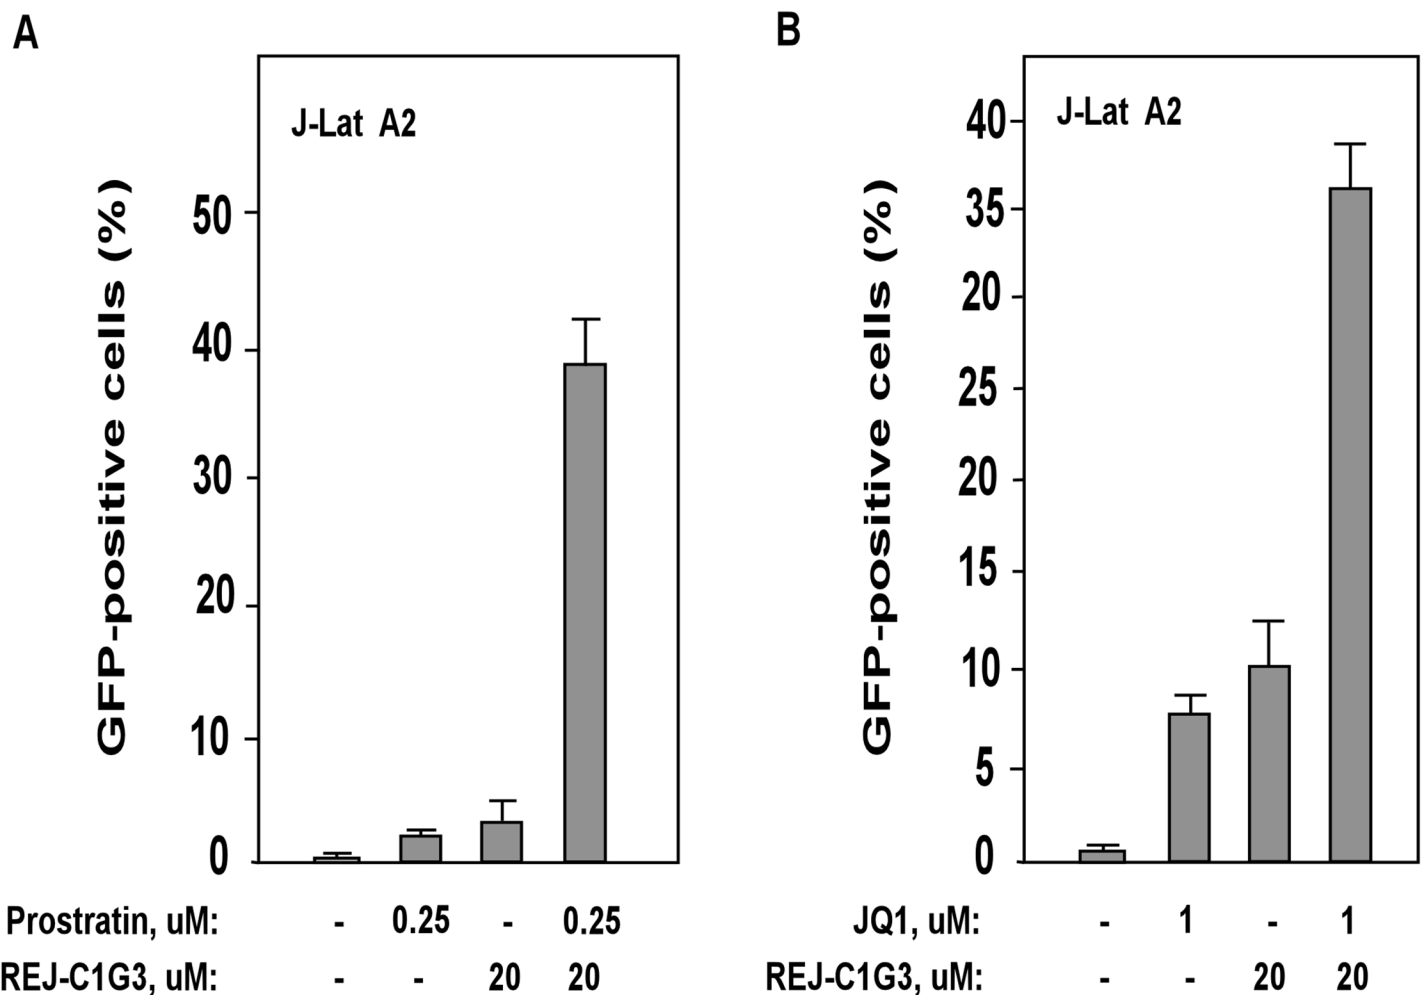 A
J-Lat A2
GFP-positive cells (%)
50
40
30
20
10
0
Prostratin, uM: - 0.25 - 0.25
REJ-C1G3, uM: - - 20 20
B
J-Lat A2
GFP-positive cells (%)
40
35
20
25
20
15
10
5
0
JQ1, uM: - 1 - 1
REJ-C1G3, uM: - - 20 20